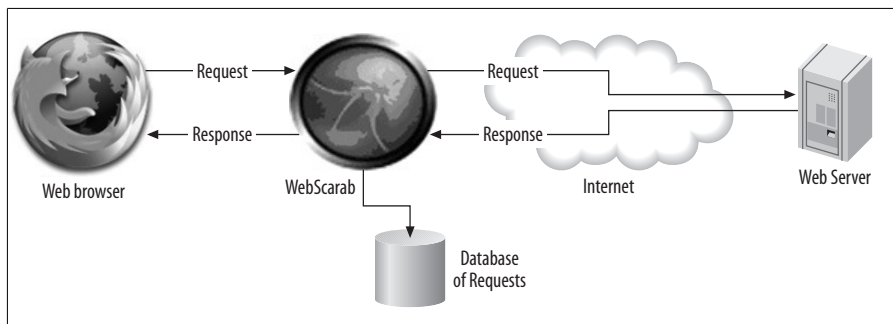 Request
Request
Response
Response
Web browser
WebScarab
Internet
Web Server
Database
of Requests